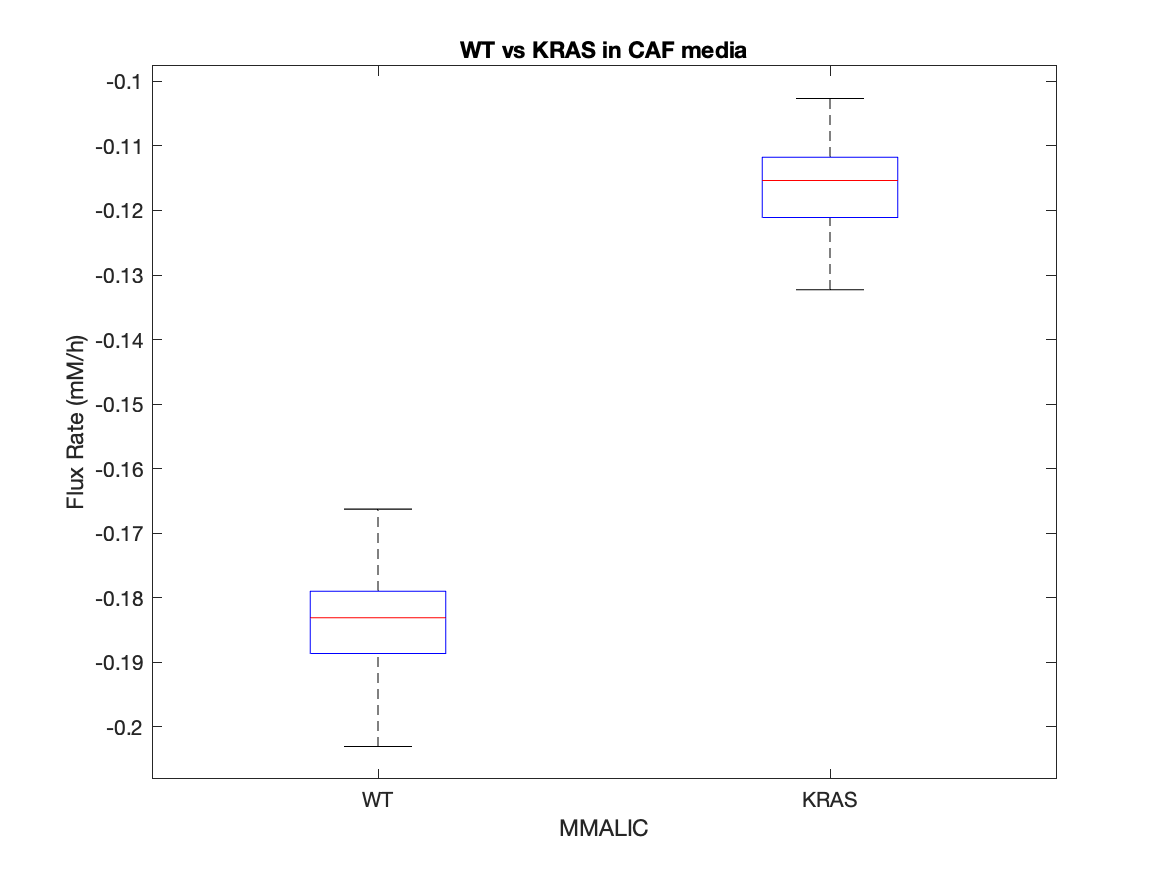 WT vs KRAS in CAF media
Flux Rate (mM/h)
-0.1
-0.11
-0.12
-0.13
-0.14
-0.15
-0.16
-0.17
-0.18
-0.19
-0.2
WT
KRAS
MMALIC